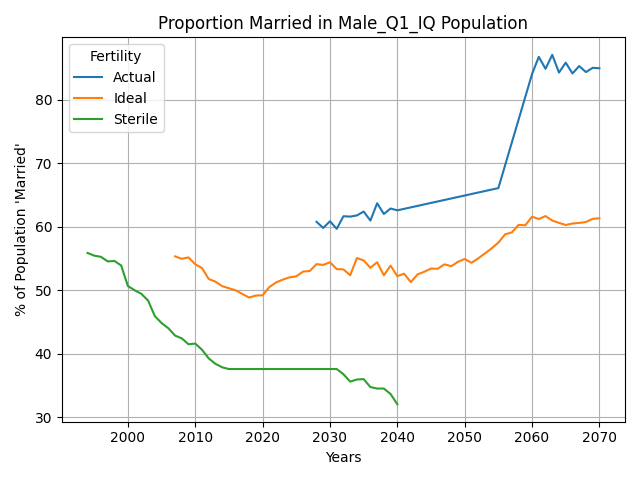 Proportion Married in Male_Q1_IQ Population
% of Population 'Married'
Fertility
Actual
Ideal
Sterile
80
70
60
50
40
30
2000 2010 2020 2030 2040 2050 2060 2070
Years